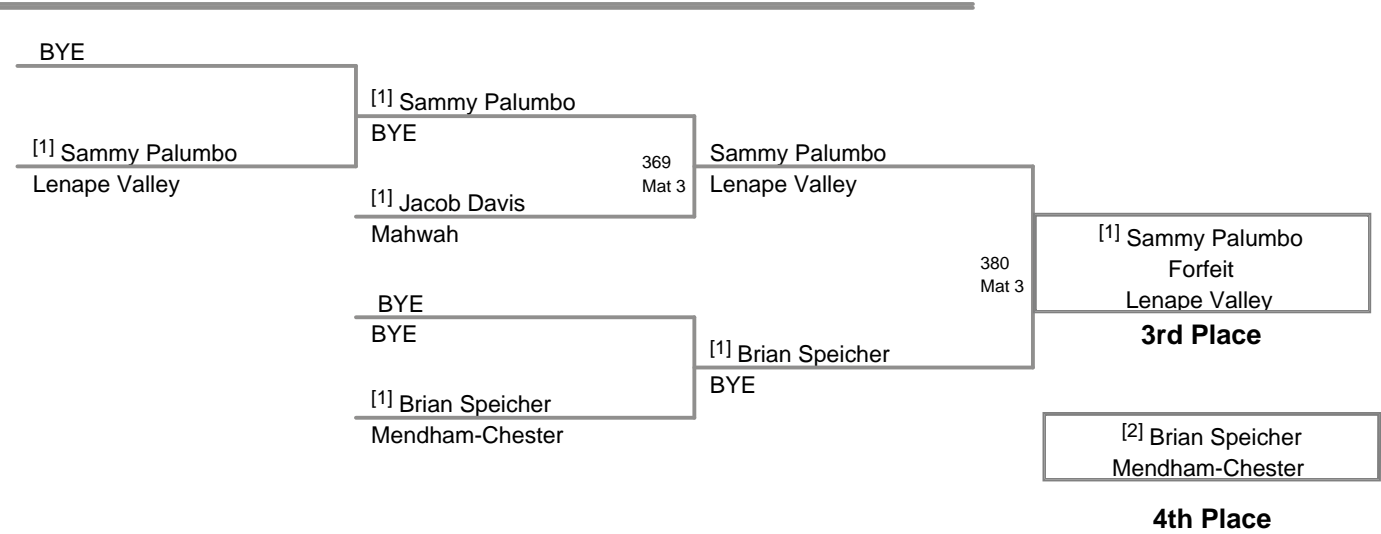 BYE
[1] Sammy Palumbo
BYE
[1] Sammy Palumbo
Lenape Valley
369
Mat 3
Sammy Palumbo
Lenape Valley
[1] Jacob Davis
Mahwah
380
Mat 3
[1] Sammy Palumbo
Forfeit
Lenape Valley
3rd Place
BYE
BYE
[1] Brian Speicher
BYE
[1] Brian Speicher
Mendham-Chester
[2] Brian Speicher
Mendham-Chester
4th Place